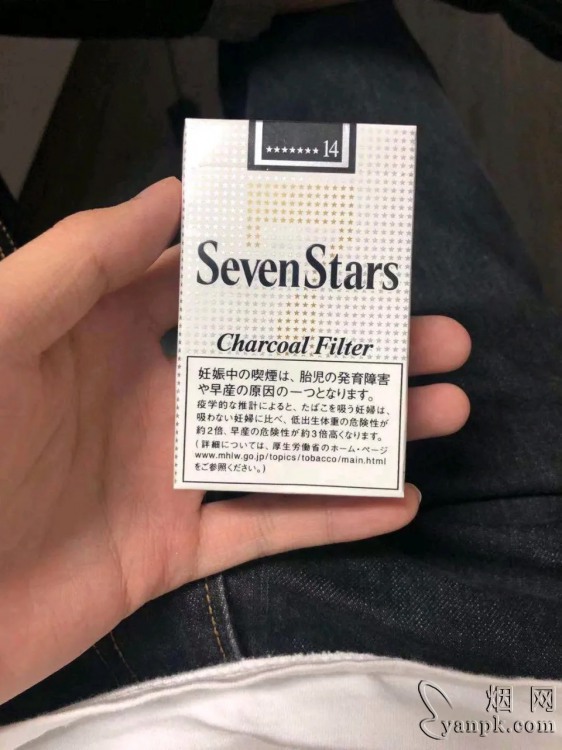 ★★★★★★★ 14
Seven Stars
Charcoal Filter
妊娠中の喫煙は、胎児の発育障害
や早産の原因の一つとなります。
疫学的な推計によると、たばこを吸う妊婦は、
吸わない妊婦に比べ、低出生体重の危険性が
約2倍、早産の危険性が約3倍高くなります。
(詳細については、厚生労働省のホーム・ページ
www.mhlw.go.jp/topics/tobacco/main.html
をご参照ください。)
烟网
yanpk.com